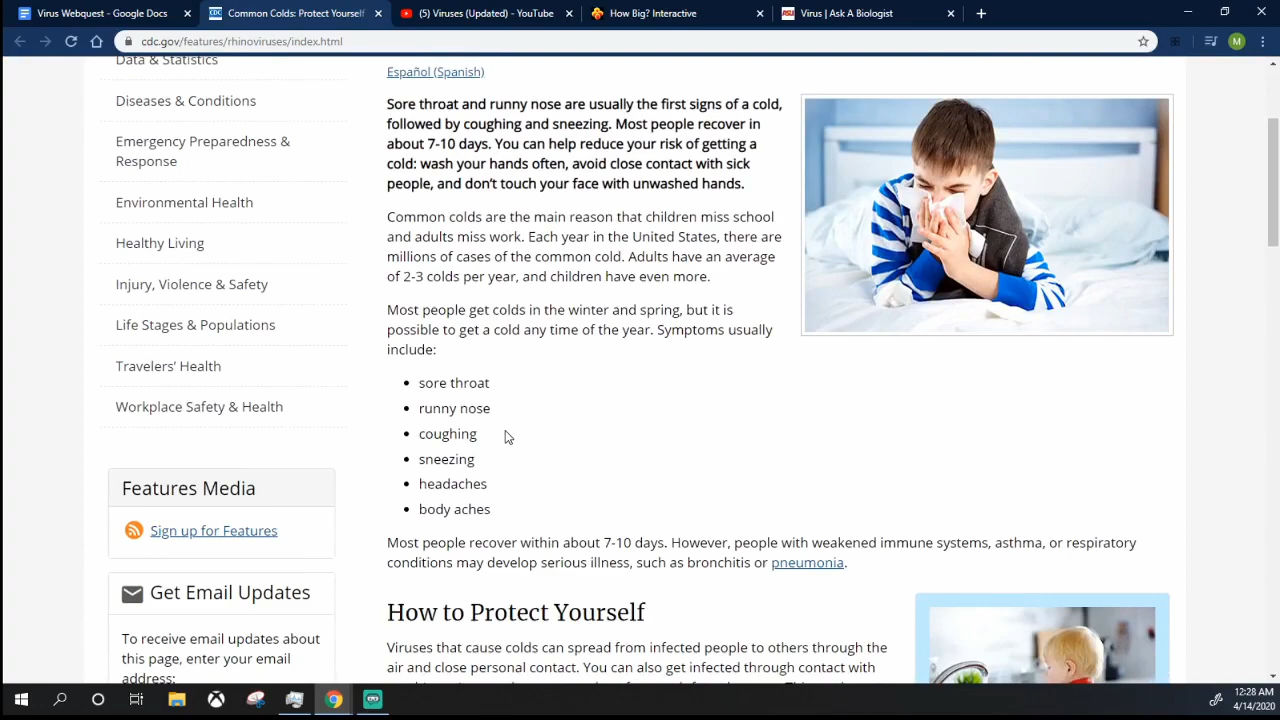 Virus Webquest - Google Docs
Common Colds: Protect Yourself
(5) Viruses (Updated) - YouTube
How Big? Interactive
Virus | Ask A Biologist
cdc.gov/features/rhinoviruses/index.html
M
Data & Statistics
Diseases & Conditions
Emergency Preparedness &
Response
Environmental Health
Healthy Living
Injury, Violence & Safety
Life Stages & Populations
Travelers' Health
Workplace Safety & Health
Features Media
Sign up for Features
Get Email Updates
To receive email updates about
this page, enter your email
address:
Español (Spanish)
Sore throat and runny nose are usually the first signs of a cold,
followed by coughing and sneezing. Most people recover in
about 7-10 days. You can help reduce your risk of getting a
cold: wash your hands often, avoid close contact with sick
people, and don't touch your face with unwashed hands.
Common colds are the main reason that children miss school
and adults miss work. Each year in the United States, there are
millions of cases of the common cold. Adults have an average
of 2-3 colds per year, and children have even more.
Most people get colds in the winter and spring, but it is
possible to get a cold any time of the year. Symptoms usually
include:
• sore throat
• runny nose
• coughing
• sneezing
• headaches
• body aches
Most people recover within about 7-10 days. However, people with weakened immune systems, asthma, or respiratory
conditions may develop serious illness, such as bronchitis or pneumonia.
How to Protect Yourself
Viruses that cause colds can spread from infected people to others through the
air and close personal contact. You can also get infected through contact with
12:28 AM
4/14/2020